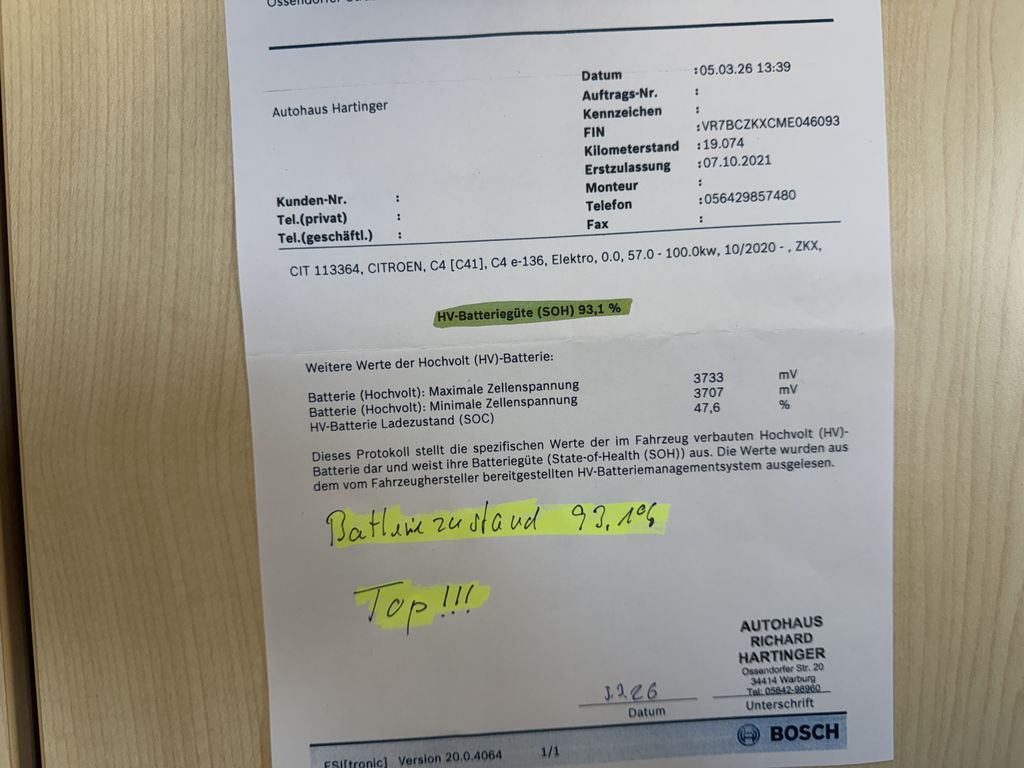 Ossendorfer
Autohaus Hartinger
Datum :05.03.26 13:39
Auftrags-Nr. :
Kennzeichen :
FIN :VR7BCZKXCME046093
Kilometerstand :19.074
Erstzulassung :07.10.2021
Monteur :
Telefon :056429857480
Fax :
Kunden-Nr. :
Tel.(privat) :
Tel.(geschäftl.) :
CIT 113364, CITROEN, C4 [C41], C4 e-136, Elektro, 0.0, 57.0 - 100.0kw, 10/2020 - , ZKX,
HV-Batteriegüte (SOH) 93,1 %
Weitere Werte der Hochvolt (HV)-Batterie:
Batterie (Hochvolt): Maximale Zellenspannung 3733 mV
Batterie (Hochvolt): Minimale Zellenspannung 3707 mV
HV-Batterie Ladezustand (SOC) 47,6 %
Dieses Protokoll stellt die spezifischen Werte der im Fahrzeug verbauten Hochvolt (HV)-
Batterie dar und weist ihre Batteriegüte (State-of-Health (SOH)) aus. Die Werte wurden aus
dem vom Fahrzeughersteller bereitgestellten HV-Batteriemanagementsystem ausgelesen.
Batteriezustand 93,1%
Top!!!
AUTOHAUS
RICHARD
HARTINGER
Ossendorfer Str. 20
34414 Warburg
Tel. 05642-98960
5.3.26
Datum
Unterschrift
BOSCH
ESI[tronic] Version 20.0.4064 1/1